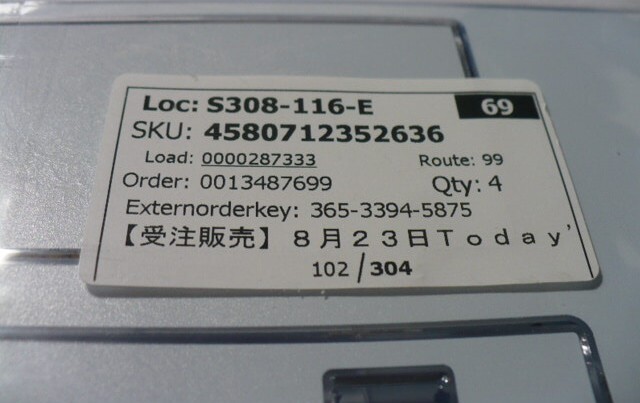 Loc: S308-116-E 69
SKU: 4580712352636
Load: 0000287333 Route: 99
Order: 0013487699 Qty: 4
Externorderkey: 365-3394-5875
【受注販売】８月２３日Ｔｏｄａｙ'
102 / 304